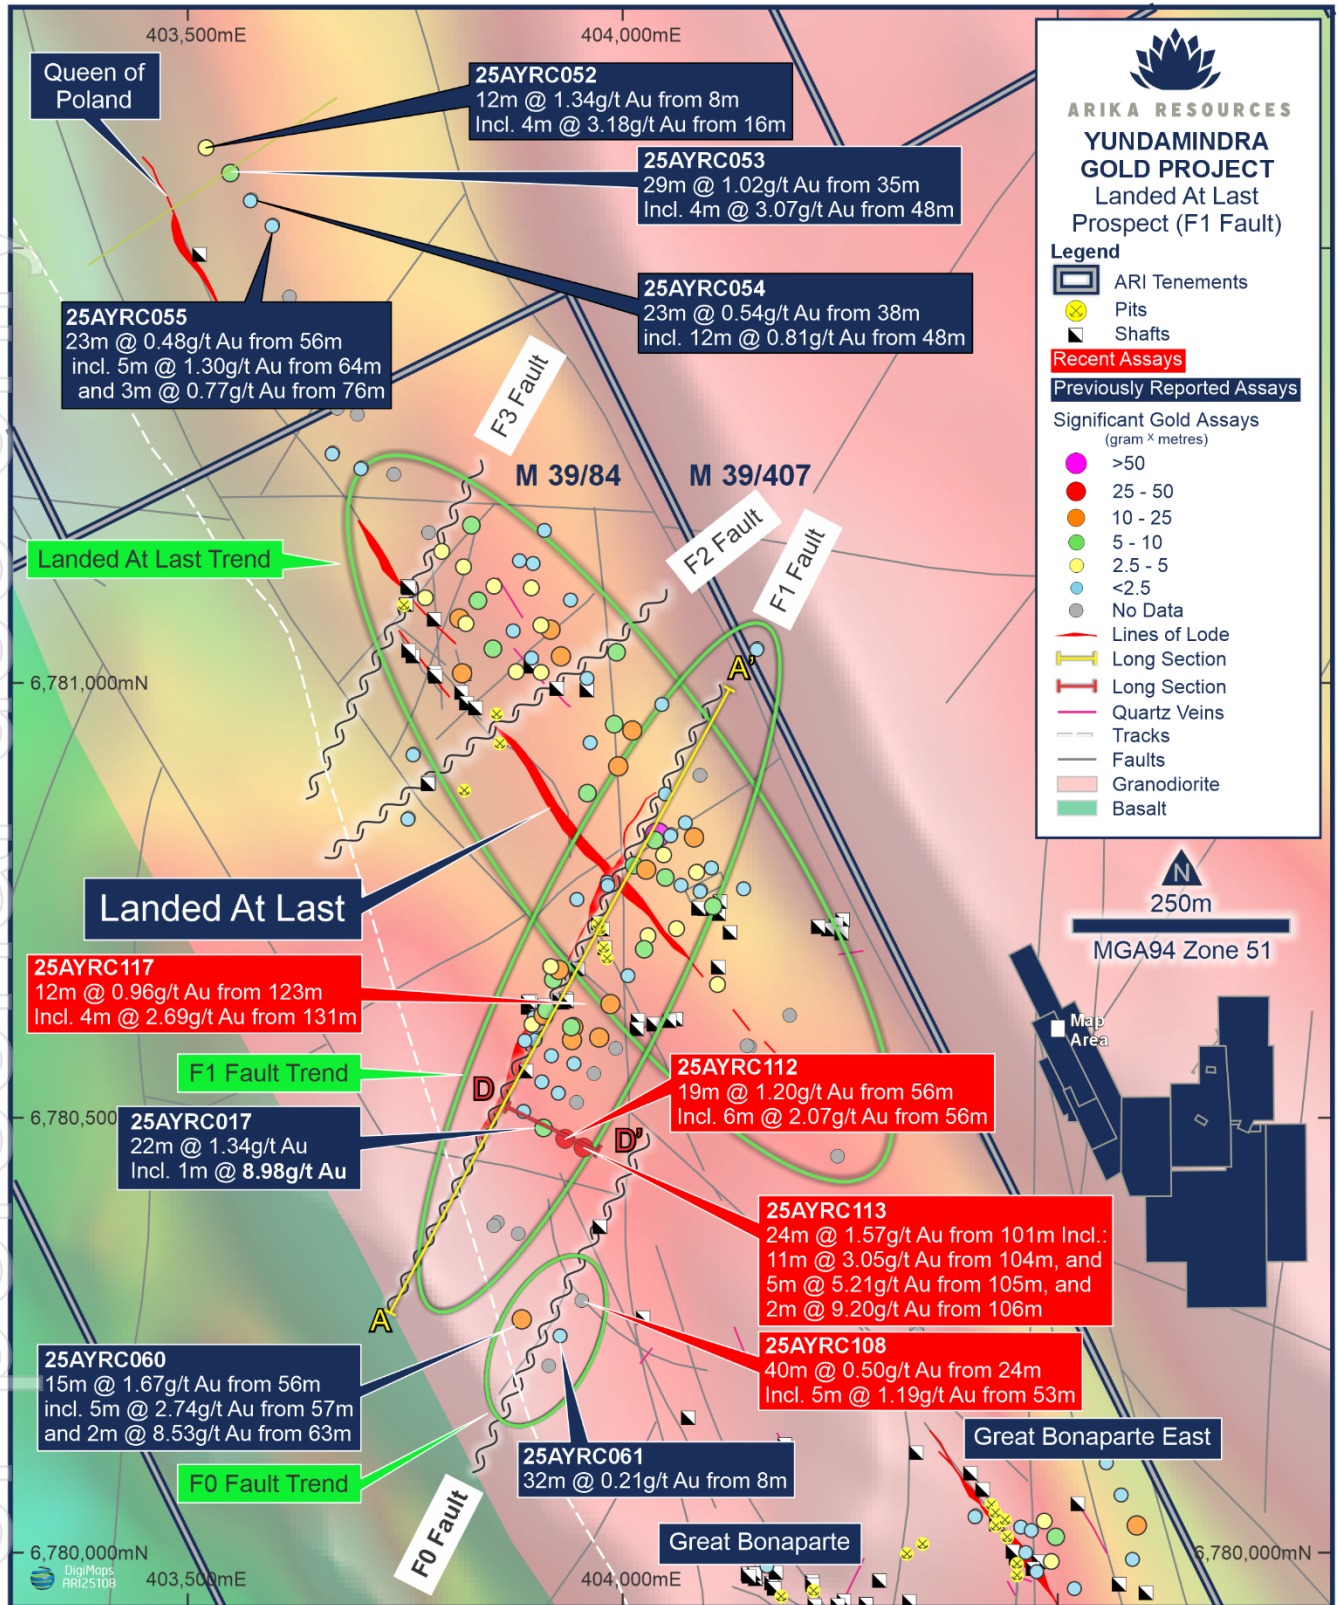 403,500mE
404,000mE
Queen of
Poland
25AYRC052
12m @ 1.34g/t Au from 8m
Incl. 4m @ 3.18g/t Au from 16m
25AYRC053
29m @ 1.02g/t Au from 35m
Incl. 4m @ 3.07g/t Au from 48m
25AYRC054
23m @ 0.54g/t Au from 38m
incl. 12m @ 0.81g/t Au from 48m
25AYRC055
23m @ 0.48g/t Au from 56m
incl. 5m @ 1.30g/t Au from 64m
and 3m @ 0.77g/t Au from 76m
ARIKA RESOURCES
YUNDAMINDRA
GOLD PROJECT
Landed At Last
Prospect (F1 Fault)
Legend
ARI Tenements
Pits
Shafts
Recent Assays
Previously Reported Assays
Significant Gold Assays
(gram x metres)
>50
25 - 50
10 - 25
5 - 10
2.5 - 5
<2.5
No Data
Lines of Lode
Long Section
Long Section
Quartz Veins
Tracks
Faults
Granodiorite
Basalt
N
250m
MGA94 Zone 51
Map
Area
F3 Fault
M 39/84
M 39/407
F2 Fault
F1 Fault
Landed At Last Trend
A'
6,781,000mN
Landed At Last
25AYRC117
12m @ 0.96g/t Au from 123m
Incl. 4m @ 2.69g/t Au from 131m
F1 Fault Trend
D
25AYRC112
19m @ 1.20g/t Au from 56m
Incl. 6m @ 2.07g/t Au from 56m
6,780,500
25AYRC017
22m @ 1.34g/t Au
Incl. 1m @ 8.98g/t Au
D'
25AYRC113
24m @ 1.57g/t Au from 101m Incl.:
11m @ 3.05g/t Au from 104m, and
5m @ 5.21g/t Au from 105m, and
2m @ 9.20g/t Au from 106m
A
25AYRC108
40m @ 0.50g/t Au from 24m
Incl. 5m @ 1.19g/t Au from 53m
25AYRC060
15m @ 1.67g/t Au from 56m
incl. 5m @ 2.74g/t Au from 57m
and 2m @ 8.53g/t Au from 63m
25AYRC061
32m @ 0.21g/t Au from 8m
F0 Fault Trend
F0 Fault
Great Bonaparte East
Great Bonaparte
6,780,000mN
6,780,000mN
DigiMaps
ARI25108
403,500mE
404,000mE